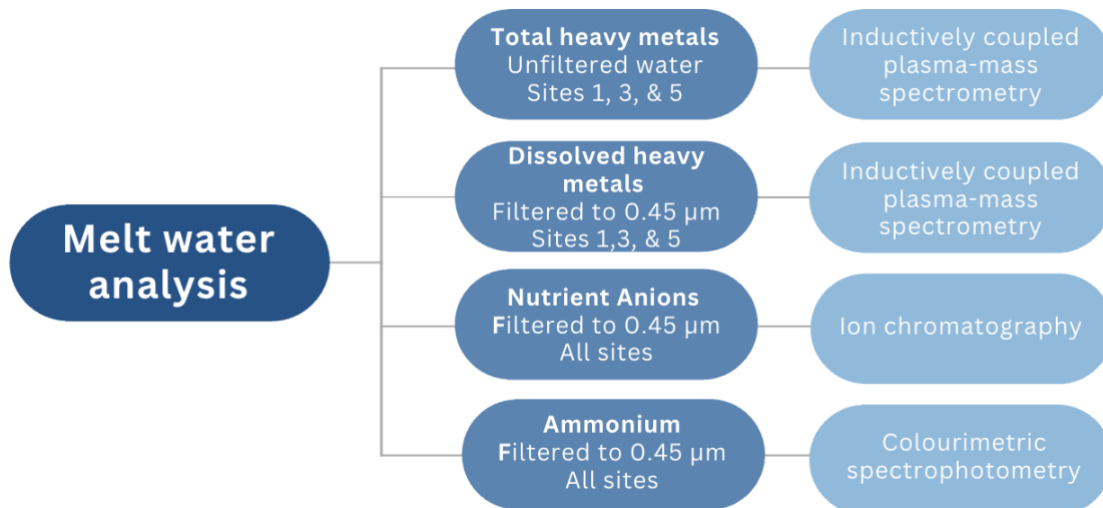 Melt water
analysis
Total heavy metals
Unfiltered water
Sites 1, 3, & 5
Inductively coupled
plasma-mass
spectrometry
Dissolved heavy
metals
Filtered to 0.45 µm
Sites 1,3, & 5
Inductively coupled
plasma-mass
spectrometry
Nutrient Anions
Filtered to 0.45 µm
All sites
Ion chromatography
Ammonium
Filtered to 0.45 µm
All sites
Colourimetric
spectrophotometry